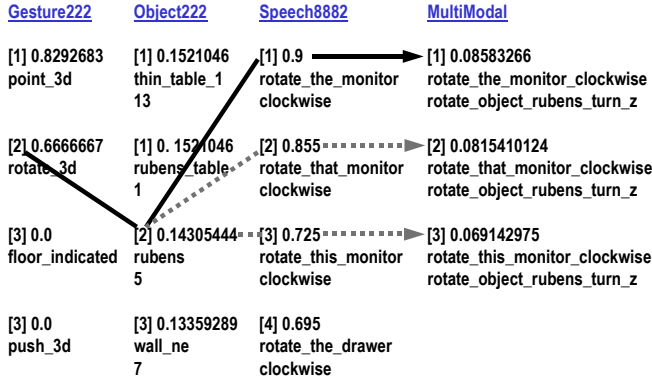 Gesture222 Object222 Speech8882 MultiModal
[1] 0.8292683 [1] 0.1521046 [1] 0.9 [1] 0.08583266
point_3d thin_table_1 rotate_the_monitor rotate_the_monitor_clockwise
13 clockwise rotate_object_rubens_turn_z
[2] 0.6666667 [1] 0. 1521046 [2] 0.855 [2] 0.0815410124
rotate_3d rubens_table rotate_that_monitor rotate_that_monitor_clockwise
1 clockwise rotate_object_rubens_turn_z
[3] 0.0 [2] 0.14305444 [3] 0.725 [3] 0.069142975
floor_indicated rubens rotate_this_monitor rotate_this_monitor_clockwise
5 clockwise rotate_object_rubens_turn_z
[3] 0.0 [3] 0.13359289 [4] 0.695
push_3d wall_ne rotate_the_drawer
7 clockwise